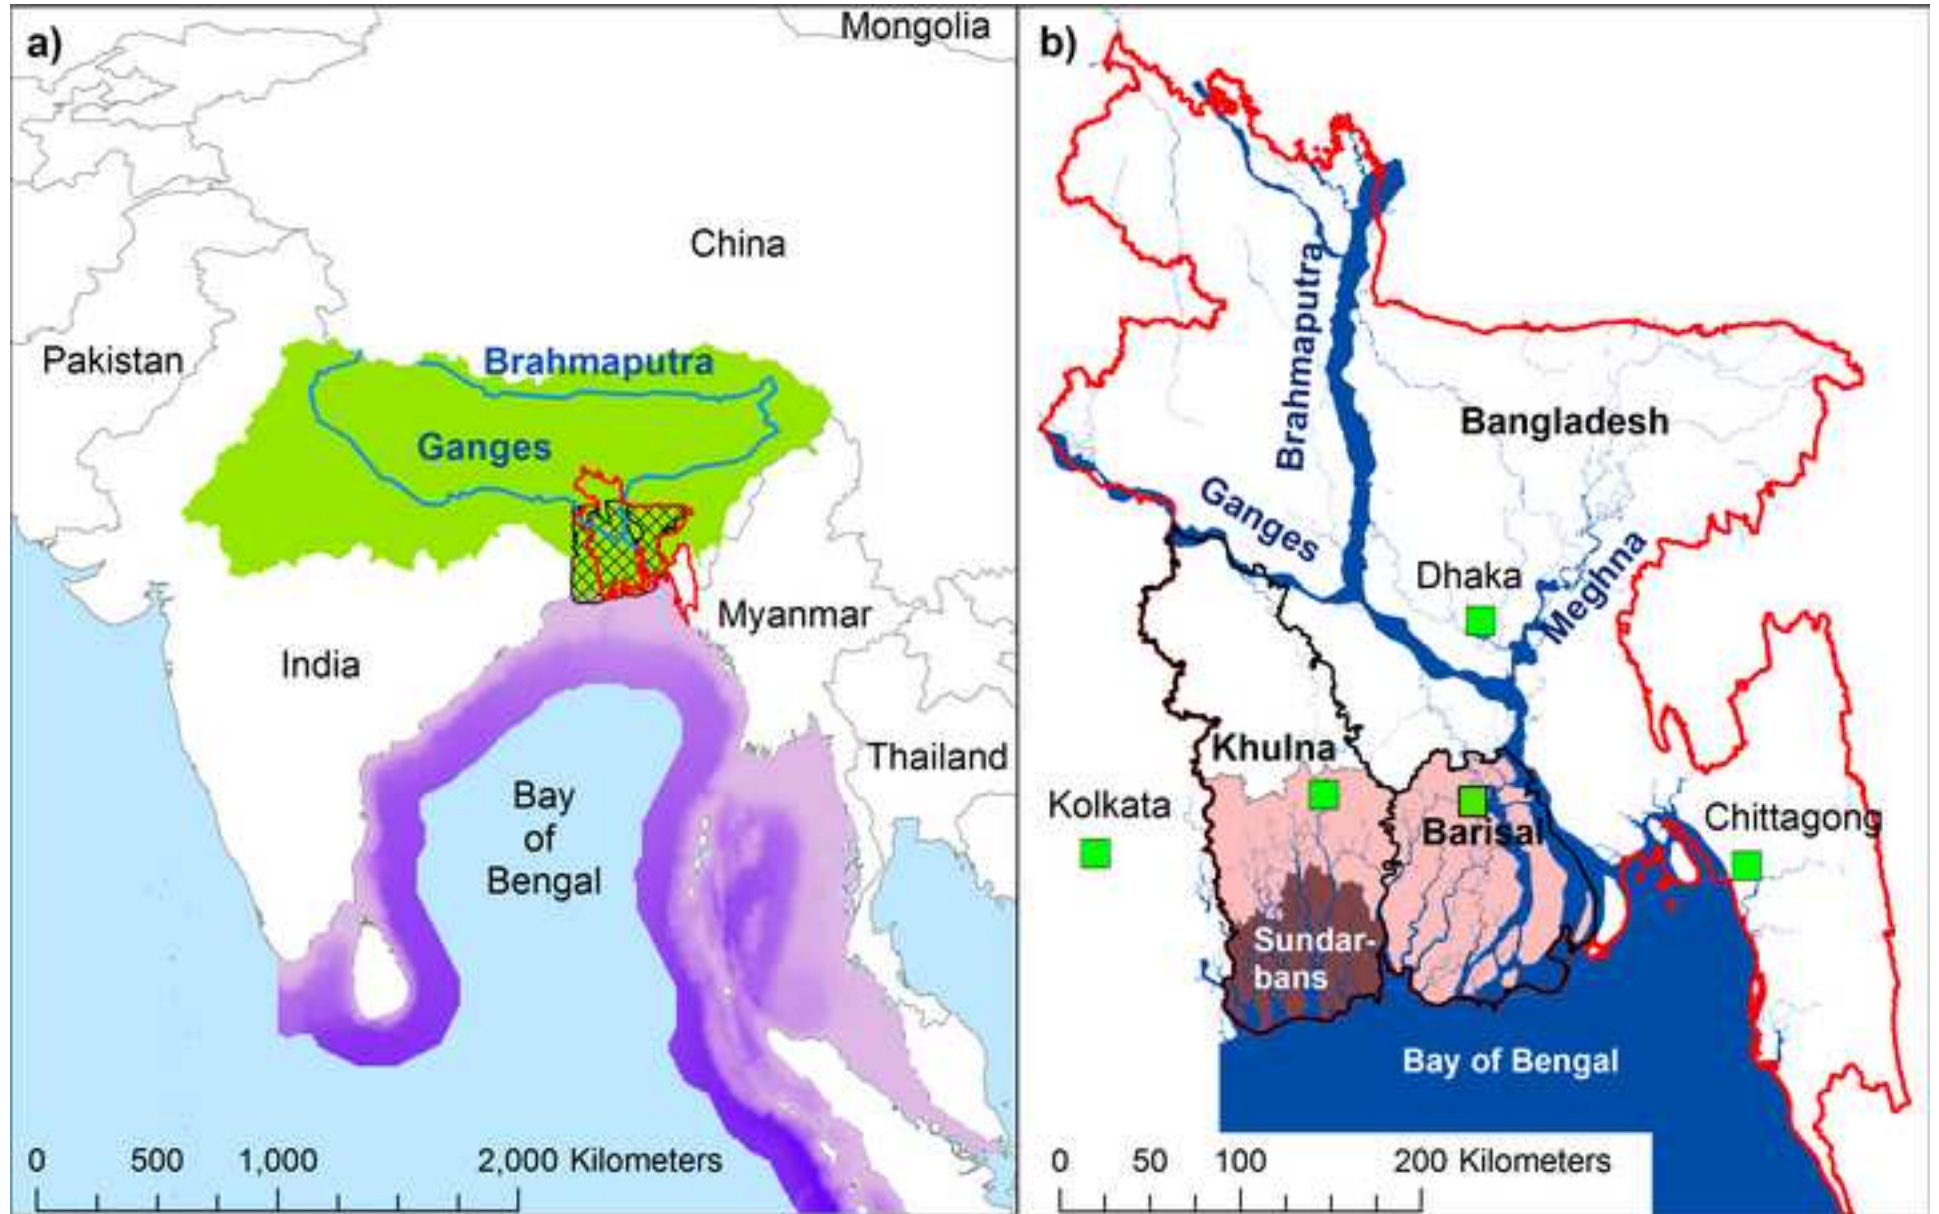 a)
Mongolia
China
Pakistan
Brahmaputra
Ganges
India
Myanmar
Thailand
Bay
of
Bengal
0 500 1,000 2,000 Kilometers
b)
Brahmaputra
Bangladesh
Ganges
Dhaka
Meghna
Khulna
Kolkata
Barisal
Chittagong
Sundar-
bans
Bay of Bengal
0 50 100 200 Kilometers